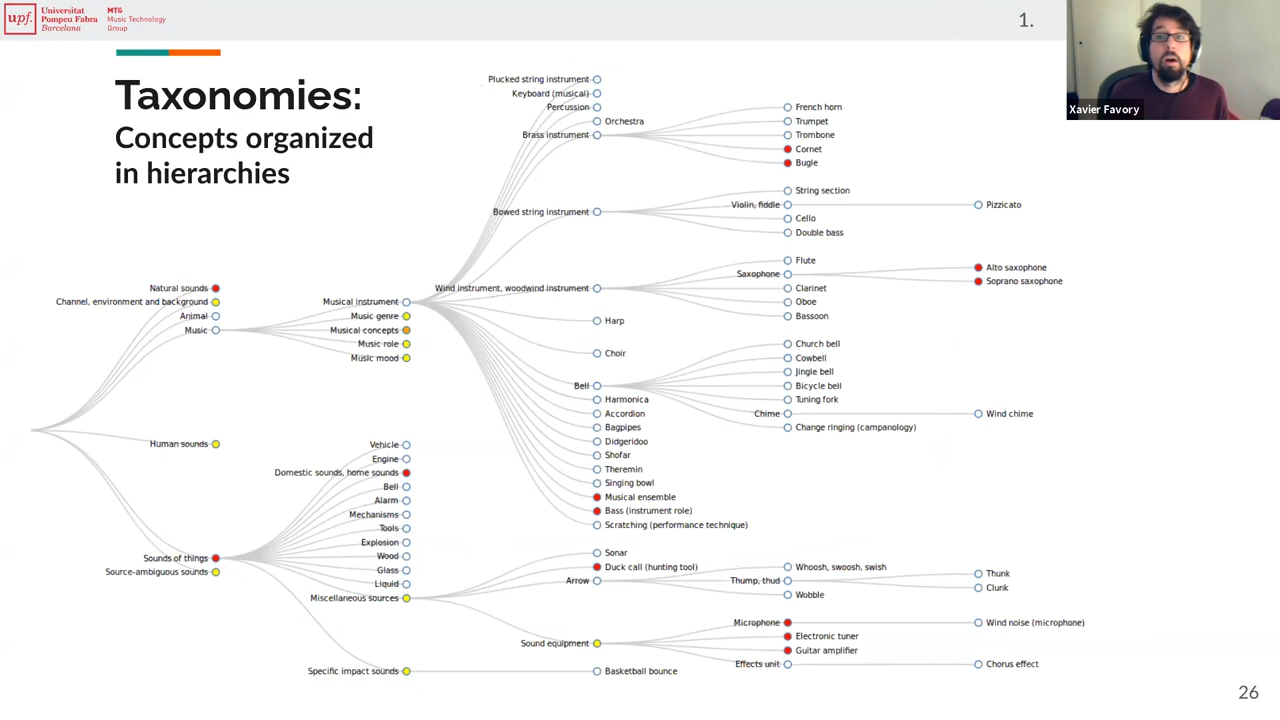 upf.
Universitat
Pompeu Fabra
Barcelona
MTG
Music Technology
Group
1.
Xavier Favory
Taxonomies:
Concepts organized
in hierarchies
Natural sounds
Channel, environment and background
Animal
Music
Human sounds
Sounds of things
Source-ambiguous sounds
Musical instrument
Music genre
Musical concepts
Music role
Music mood
Vehicle
Engine
Domestic sounds, home sounds
Bell
Alarm
Mechanisms
Tools
Explosion
Wood
Glass
Liquid
Miscellaneous sources
Specific impact sounds
Plucked string instrument
Keyboard (musical)
Percussion
Orchestra
Brass instrument
Bowed string instrument
Wind instrument, woodwind instrument
Harp
Choir
Bell
Harmonica
Accordion
Bagpipes
Didgeridoo
Shofar
Theremin
Singing bowl
Musical ensemble
Bass (instrument role)
Scratching (performance technique)
Sonar
Duck call (hunting tool)
Arrow
Sound equipment
Basketball bounce
French horn
Trumpet
Trombone
Cornet
Bugle
String section
Violin, fiddle
Cello
Double bass
Flute
Saxophone
Clarinet
Oboe
Bassoon
Church bell
Cowbell
Jingle bell
Bicycle bell
Tuning fork
Chime
Change ringing (campanology)
Whoosh, swoosh, swish
Thump, thud
Wobble
Microphone
Electronic tuner
Guitar amplifier
Effects unit
Pizzicato
Alto saxophone
Soprano saxophone
Wind chime
Thunk
Clunk
Wind noise (microphone)
Chorus effect
26